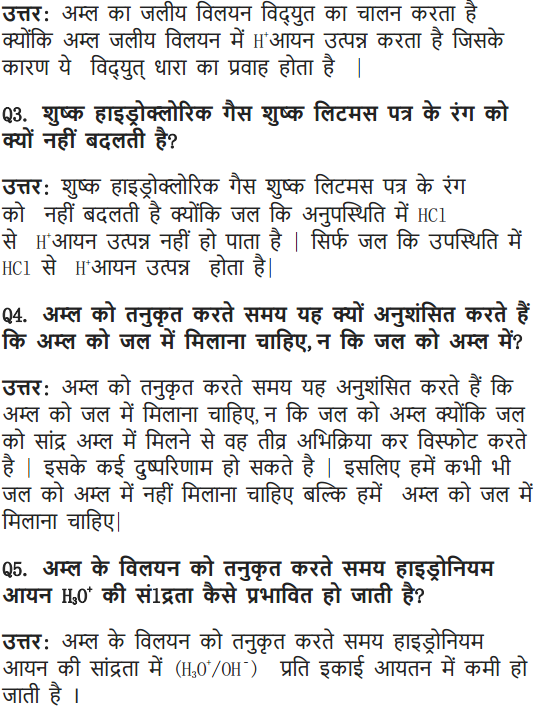 उत्तर: अम्ल का जलीय विलयन विद्युत का चालन करता है
क्योंकि अम्ल जलीय विलयन में H⁺आयन उत्पन्न करता है जिसके
कारण ये विद्युत् धारा का प्रवाह होता है |
Q3. शुष्क हाइड्रोक्लोरिक गैस शुष्क लिटमस पत्र के रंग को
क्यों नहीं बदलती है?
उत्तर: शुष्क हाइड्रोक्लोरिक गैस शुष्क लिटमस पत्र के रंग
को नहीं बदलती है क्योंकि जल कि अनुपस्थिति में HCl
से H⁺आयन उत्पन्न नहीं हो पाता है | सिर्फ जल कि उपस्थिति में
HCl से H⁺आयन उत्पन्न होता है|
Q4. अम्ल को तनुकृत करते समय यह क्यों अनुशंसित करते हैं
कि अम्ल को जल में मिलाना चाहिए, न कि जल को अम्ल में?
उत्तर: अम्ल को तनुकृत करते समय यह अनुशंसित करते हैं कि
अम्ल को जल में मिलाना चाहिए, न कि जल को अम्ल क्योंकि जल
को सांद्र अम्ल में मिलने से वह तीव्र अभिक्रिया कर विस्फोट करते
है | इसके कई दुष्परिणाम हो सकते है | इसलिए हमें कभी भी
जल को अम्ल में नहीं मिलाना चाहिए बल्कि हमें अम्ल को जल में
मिलाना चाहिए|
Q5. अम्ल के विलयन को तनुकृत करते समय हाइड्रोनियम
आयन H₃O⁺ की सांद्रता कैसे प्रभावित हो जाती है?
उत्तर: अम्ल के विलयन को तनुकृत करते समय हाइड्रोनियम
आयन की सांद्रता में (H₃O⁺/OH⁻) प्रति इकाई आयतन में कमी हो
जाती है ।